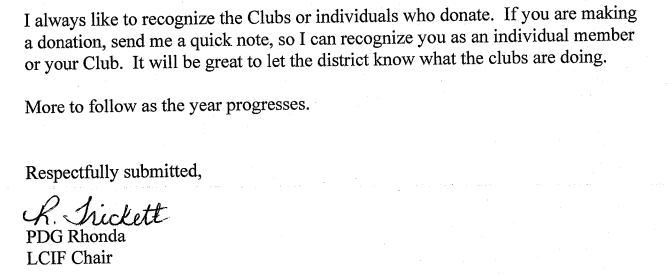 I always like to recognize the Clubs or individuals who donate.  If you are making
a donation, send me a quick note, so I can recognize you as an individual member
or your Club.  It will be great to let the district know what the clubs are doing.
More to follow as the year progresses.
Respectfully submitted,
R. Trickett
PDG Rhonda
LCIF Chair